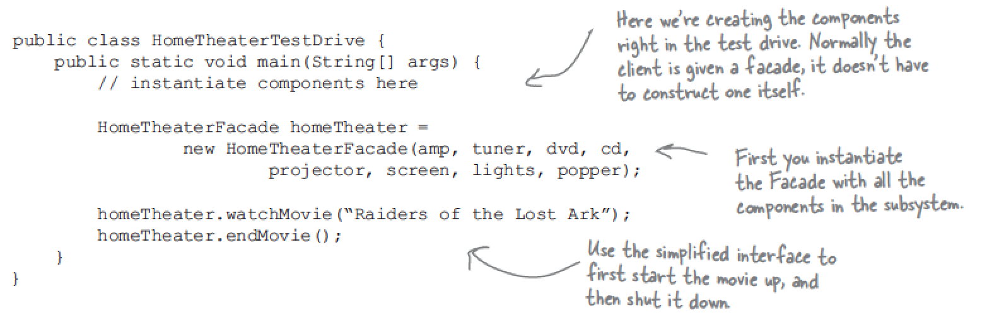 public class HomeTheaterTestDrive {
public static void main(String[] args) {
// instantiate components here
HomeTheaterFacade homeTheater =
new HomeTheaterFacade(amp, tuner, dvd, cd,
projector, screen, lights, popper);
homeTheater.watchMovie(“Raiders of the Lost Ark”);
homeTheater.endMovie();
}
}
Here we're creating the components
right in the test drive. Normally the
client is given a facade, it doesn't have
to construct one itself.
First you instantiate
the Facade with all the
components in the subsystem.
Use the simplified interface to
first start the movie up, and
then shut it down.